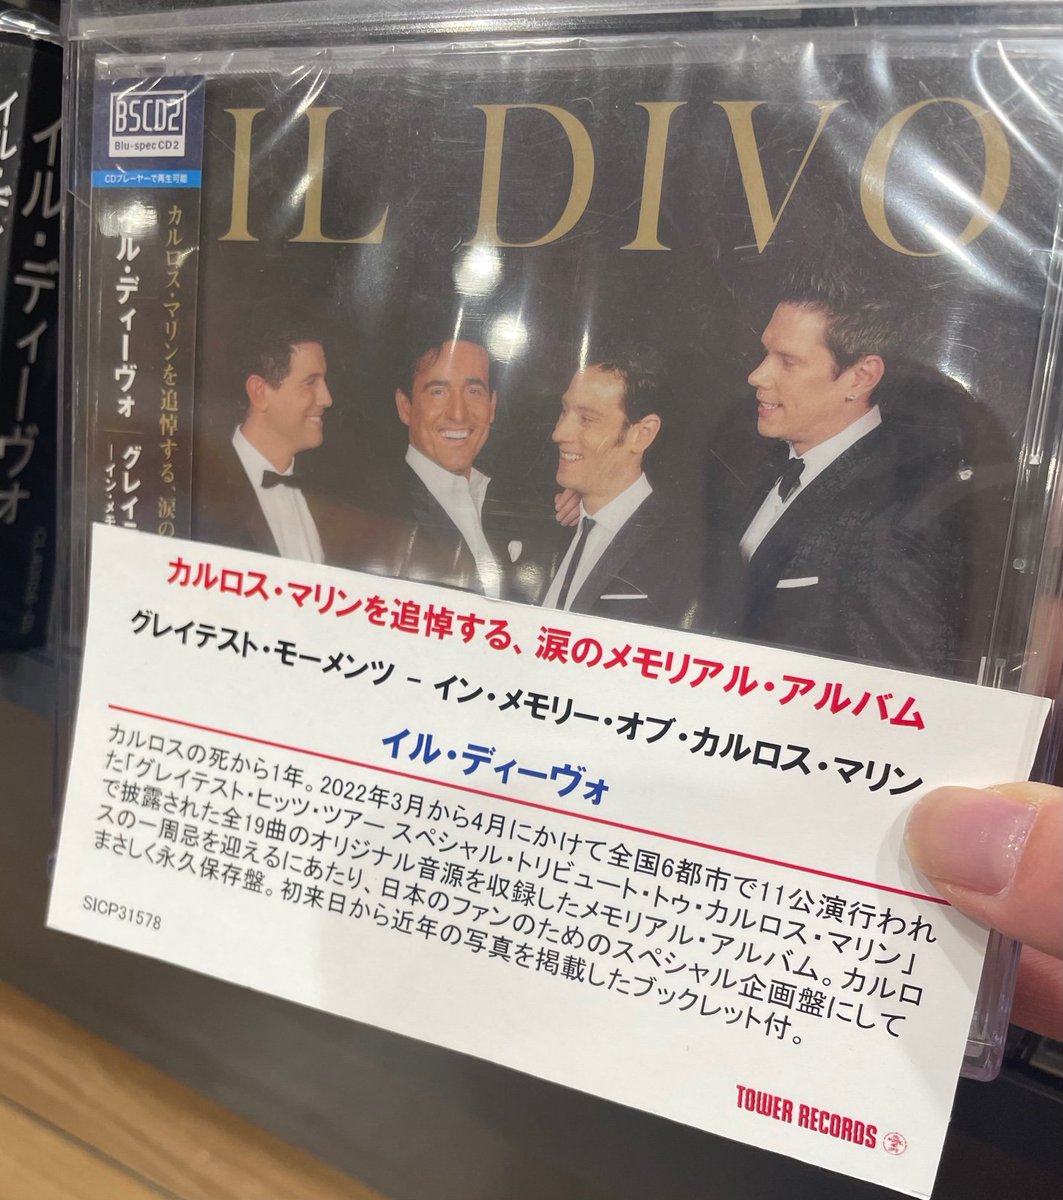 IL DIVO
BSCD2
Blu-spec CD2
CDプレーヤーで再生可能
カルロス・マリンを追悼する、涙の
イル・ディーヴォ
グレイテ
イン・メモ
イル・ディーヴォ
カルロス・マリンを追悼する、涙のメモリアル・アルバム
グレイテスト・モーメンツ – イン・メモリー・オブ・カルロス・マリン
イル・ディーヴォ
カルロスの死から1年。2022年3月から4月にかけて全国6都市で11公演行われ
た「グレイテスト・ヒッツ・ツアー スペシャル・トリビュート・トゥ・カルロス・マリン」
で披露された全19曲のオリジナル音源を収録したメモリアル・アルバム。カルロ
スの一周忌を迎えるにあたり、日本のファンのためのスペシャル企画盤にして
まさしく永久保存盤。初来日から近年の写真を掲載したブックレット付。
SICP31578
TOWER RECORDS